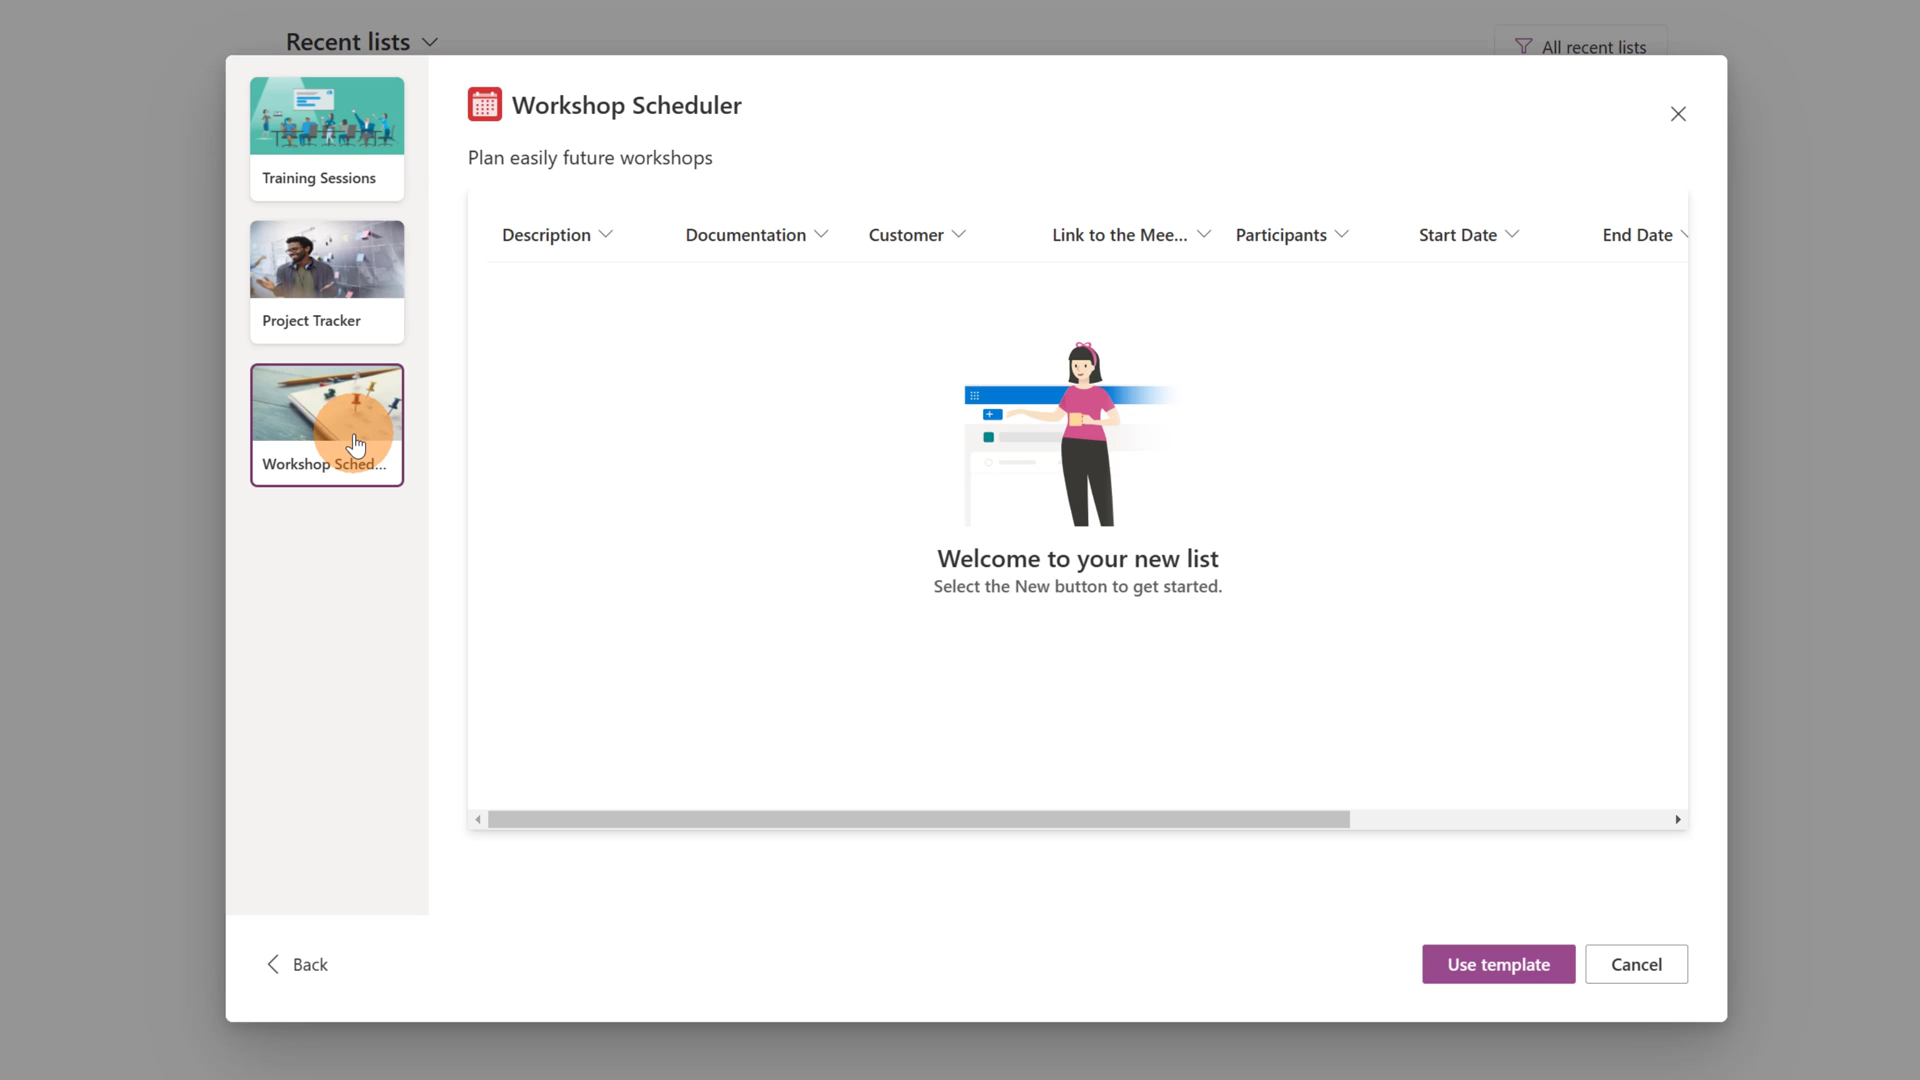 Recent lists
All recent lists
Training Sessions
Project Tracker
Workshop Sched...
Workshop Scheduler
Plan easily future workshops
Description
Documentation
Customer
Link to the Mee...
Participants
Start Date
End Date
Welcome to your new list
Select the New button to get started.
Back
Use template
Cancel